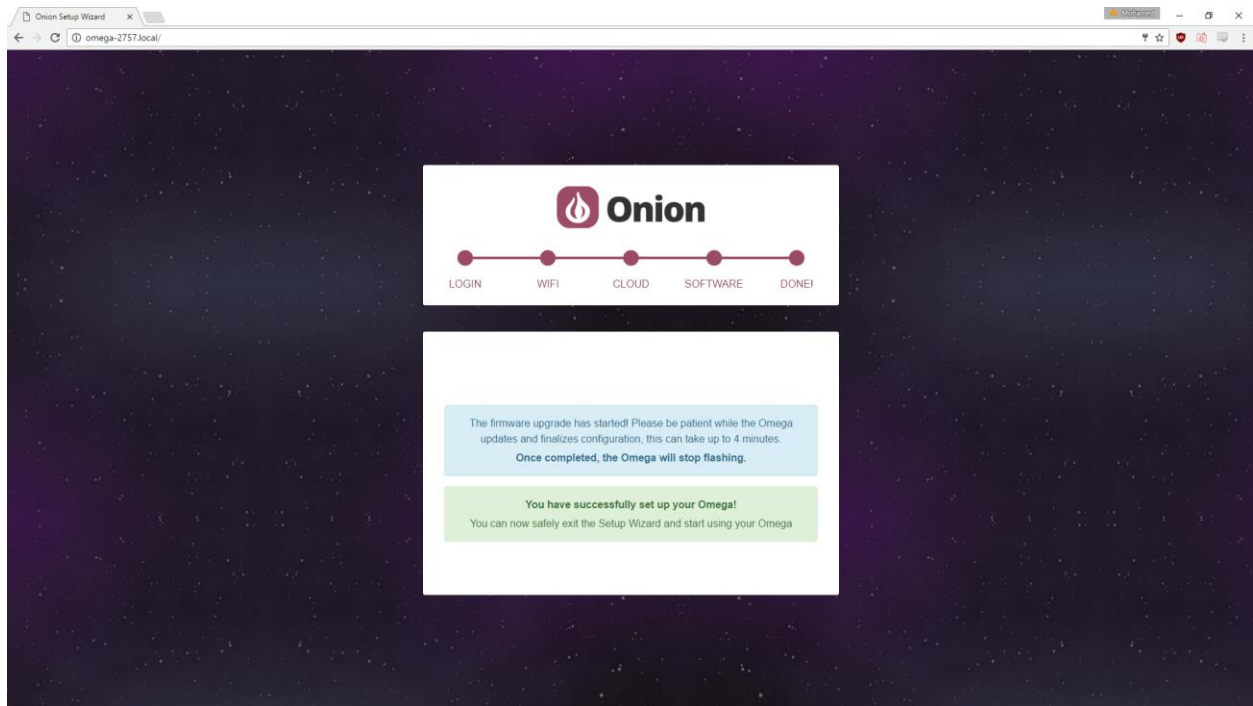 Onion Setup Wizard
Mohamed
omega-2757.local/
Onion
LOGIN WIFI CLOUD SOFTWARE DONE!
The firmware upgrade has started! Please be patient while the Omega
updates and finalizes configuration, this can take up to 4 minutes.
Once completed, the Omega will stop flashing.
You have successfully set up your Omega!
You can now safely exit the Setup Wizard and start using your Omega